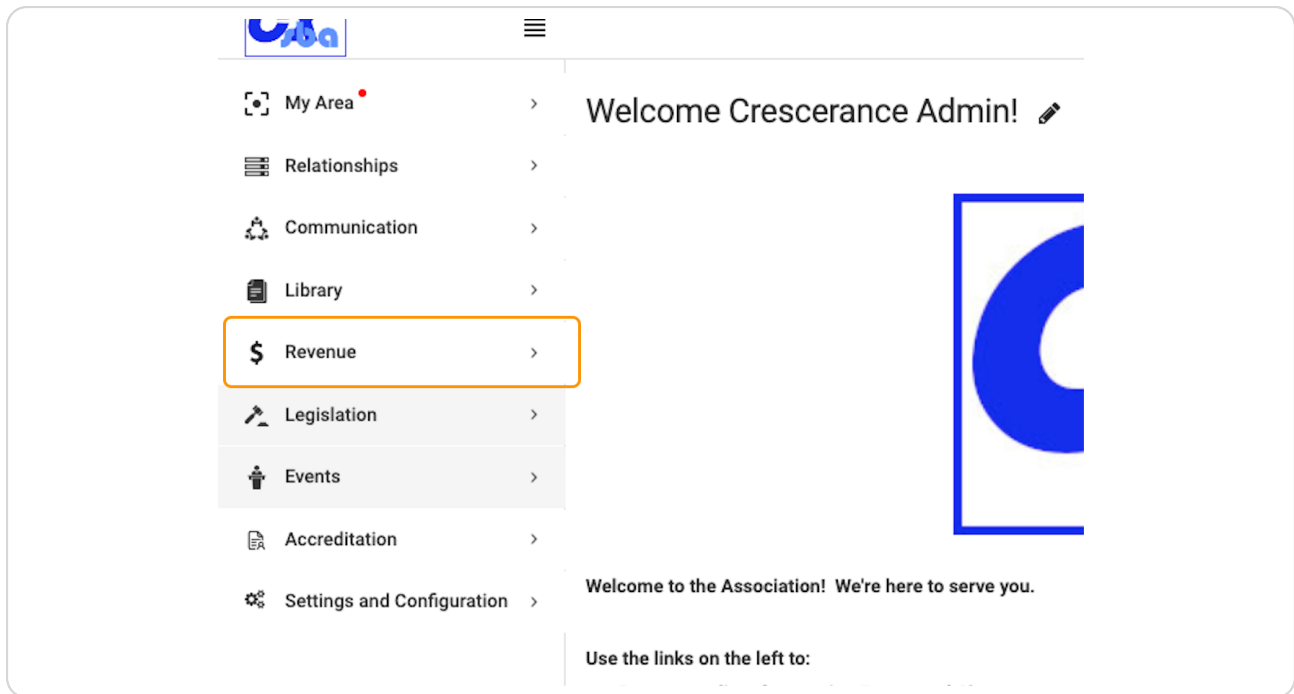 sba
My Area
Welcome Crescerance Admin!
Relationships
Communication
Library
$ Revenue
Legislation
Events
Accreditation
Settings and Configuration
Welcome to the Association! We're here to serve you.
Use the links on the left to: